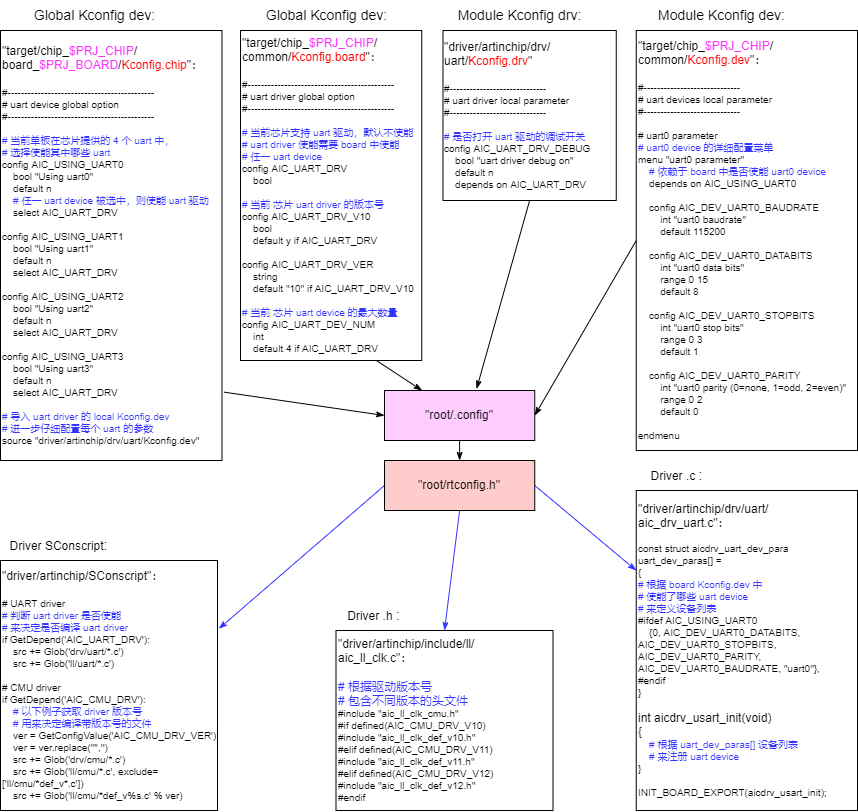 Global Kconfig dev:
"target/chip_$PRJ_CHIP/
board_$PRJ_BOARD/Kconfig.chip":
#----------------------------------------
# uart device global option
#----------------------------------------
# 当前单板在芯片提供的 4 个 uart 中，
# 选择使能其中哪些 uart
config AIC_USING_UART0
bool "Using uart0"
default n
# 任一 uart device 被选中，则使能 uart 驱动
select AIC_UART_DRV
config AIC_USING_UART1
bool "Using uart1"
default n
select AIC_UART_DRV
config AIC_USING_UART2
bool "Using uart2"
default n
select AIC_UART_DRV
config AIC_USING_UART3
bool "Using uart3"
default n
select AIC_UART_DRV
# 导入 uart driver 的 local Kconfig.dev
# 进一步仔细配置每个 uart 的参数
source "driver/artinchip/drv/uart/Kconfig.dev"
Global Kconfig dev:
"target/chip_$PRJ_CHIP/
common/Kconfig.board":
#----------------------------------------
# uart driver global option
#----------------------------------------
# 当前芯片支持 uart 驱动，默认不使能
# uart driver 使能需要 board 中使能
# 任一 uart device
config AIC_UART_DRV
bool
# 当前 芯片 uart driver 的版本号
config AIC_UART_DRV_V10
bool
default y if AIC_UART_DRV
config AIC_UART_DRV_VER
string
default "10" if AIC_UART_DRV_V10
# 当前 芯片 uart device 的最大数量
config AIC_UART_DEV_NUM
int
default 4 if AIC_UART_DRV
Module Kconfig drv:
"driver/artinchip/drv/
uart/Kconfig.drv"
#--------------------------
# uart driver local parameter
#--------------------------
# 是否打开 uart 驱动的调试开关
config AIC_UART_DRV_DEBUG
bool "uart driver debug on"
default n
depends on AIC_UART_DRV
Module Kconfig dev:
"target/chip_$PRJ_CHIP/
common/Kconfig.dev":
#--------------------------
# uart devices local parameter
#--------------------------
# uart0 parameter
# uart0 device 的详细配置菜单
menu "uart0 parameter"
# 依赖于 board 中是否使能 uart0 device
depends on AIC_USING_UART0
config AIC_DEV_UART0_BAUDRATE
int "uart0 baudrate"
default 115200
config AIC_DEV_UART0_DATABITS
int "uart0 data bits"
range 0 15
default 8
config AIC_DEV_UART0_STOPBITS
int "uart0 stop bits"
range 0 3
default 1
config AIC_DEV_UART0_PARITY
int "uart0 parity (0=none, 1=odd, 2=even)"
range 0 2
default 0
endmenu
"root/.config"
"root/rtconfig.h"
Driver SConscript:
"driver/artinchip/SConscript":
# UART driver
# 判断 uart driver 是否使能
# 来决定是否编译 uart driver
if GetDepend('AIC_UART_DRV'):
src += Glob('drv/uart/*.c')
src += Glob('ll/uart/*.c')
# CMU driver
if GetDepend('AIC_CMU_DRV'):
# 以下例子获取 driver 版本号
# 用来决定编译带版本号的文件
ver = GetConfigValue('AIC_CMU_DRV_VER')
ver = ver.replace('"','')
src += Glob('drv/cmu/*.c')
src += Glob('ll/cmu/*.c', exclude=
['ll/cmu/*def_v*.c'])
src += Glob('ll/cmu/*def_v%s.c' % ver)
Driver .h :
"driver/artinchip/include/ll/
aic_ll_clk.c":
# 根据驱动版本号
# 包含不同版本的头文件
#include "aic_ll_clk_cmu.h"
#if defined(AIC_CMU_DRV_V10)
#include "aic_ll_clk_def_v10.h"
#elif defined(AIC_CMU_DRV_V11)
#include "aic_ll_clk_def_v11.h"
#elif defined(AIC_CMU_DRV_V12)
#include "aic_ll_clk_def_v12.h"
#endif
Driver .c :
"driver/artinchip/drv/uart/
aic_drv_uart.c":
const struct aicdrv_uart_dev_para
uart_dev_paras[] =
{
# 根据 board Kconfig.dev 中
# 使能了哪些 uart device
# 来定义设备列表
#ifdef AIC_USING_UART0
{0, AIC_DEV_UART0_DATABITS,
AIC_DEV_UART0_STOPBITS,
AIC_DEV_UART0_PARITY,
AIC_DEV_UART0_BAUDRATE, "uart0"},
#endif
}
int aicdrv_usart_init(void)
{
# 根据 uart_dev_paras[] 设备列表
# 来注册 uart device
}
INIT_BOARD_EXPORT(aicdrv_usart_init);